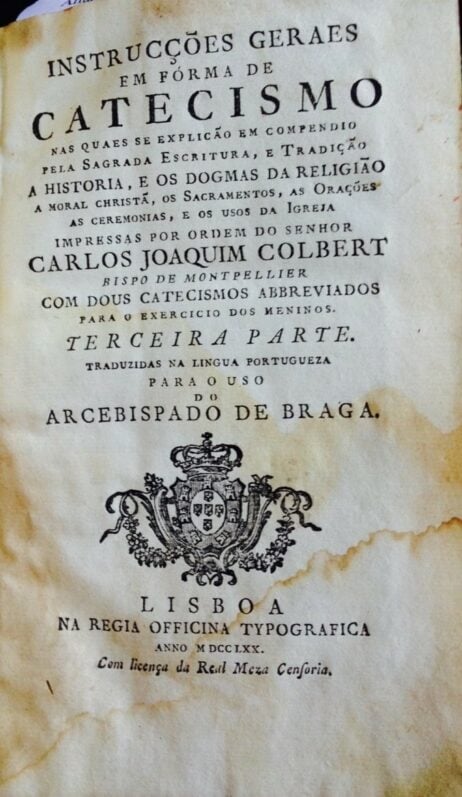 INSTRUCÇÕES GERAES
EM FÓRMA DE
CATECISMO
NAS QUAES SE EXPLICÃO EM COMPENDIO
PELA SAGRADA ESCRITURA, E TRADIÇÃO
A HISTORIA, E OS DOGMAS DA RELIGIÃO
A MORAL CHRISTÃ, OS SACRAMENTOS, AS ORAÇÕES
AS CEREMONIAS, E OS USOS DA IGREJA
IMPRESSAS POR ORDEM DO SENHOR
CARLOS JOAQUIM COLBERT
BISPO DE MONTPELLIER
COM DOUS CATECISMOS ABBREVIADOS
PARA O EXERCICIO DOS MENINOS.
TERCEIRA PARTE.
TRADUZIDAS NA LINGUA PORTUGUEZA
PARA O USO
DO
ARCEBISPADO DE BRAGA.
LISBOA
NA REGIA OFFICINA TYPOGRAFICA
ANNO MDCCLXX.
Com licença da Real Meza Censoria.